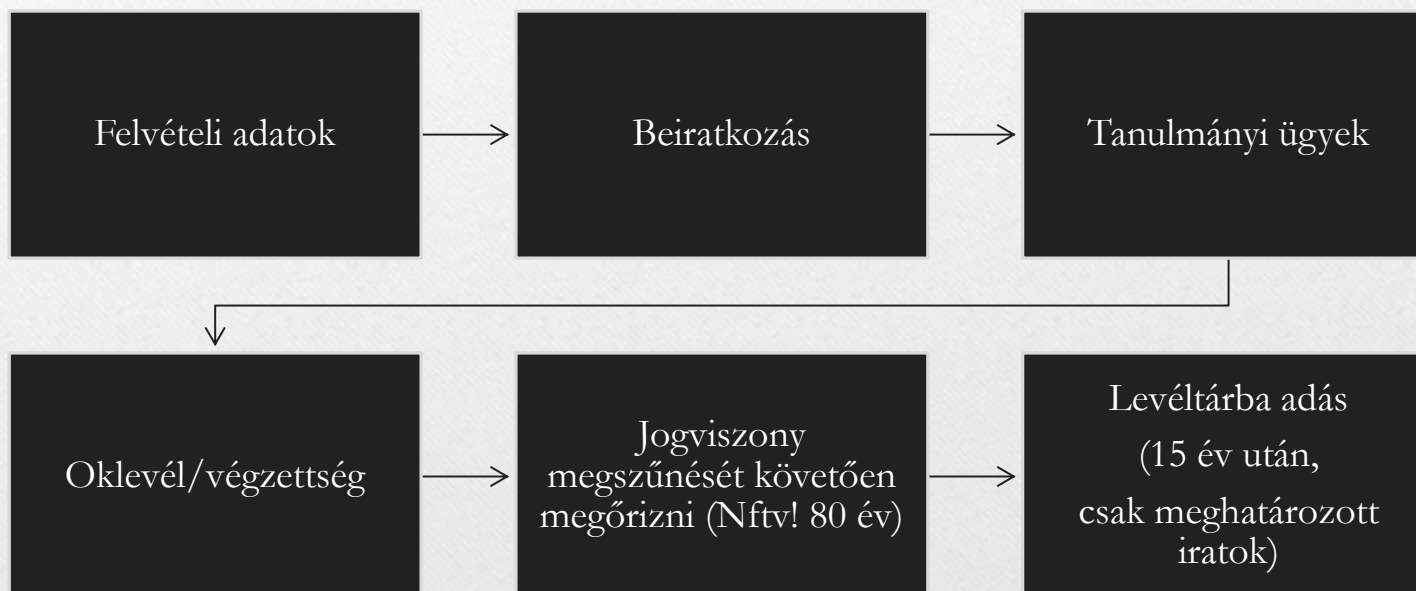 Felvételi adatok
Beiratkozás
Tanulmányi ügyek
Oklevél/végzettség
Jogviszony
megszűnését követően
megőrizni (Nftv! 80 év)
Levéltárba adás
(15 év után,
csak meghatározott
iratok)